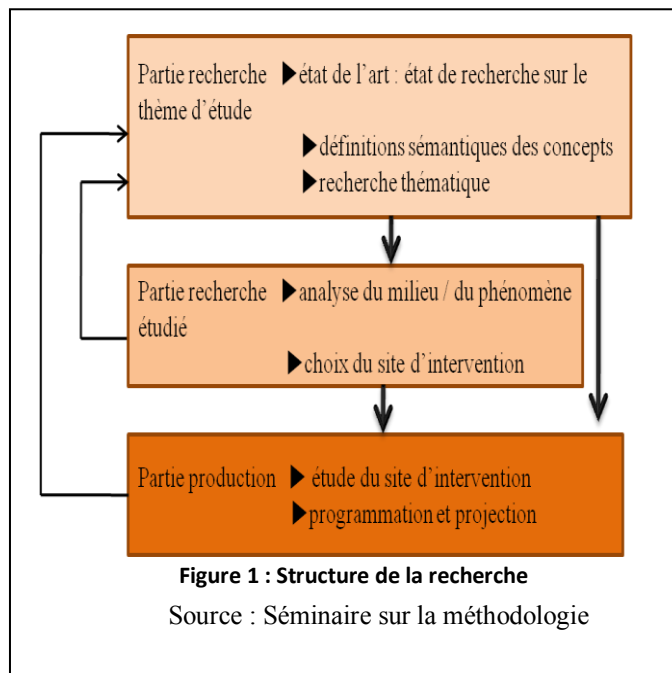 Partie recherche ▶état de l'art : état de recherche sur le
thème d'étude
▶définitions sémantiques des concepts
▶recherche thématique
Partie recherche ▶analyse du milieu / du phénomène
étudié
▶choix du site d'intervention
Partie production ▶ étude du site d'intervention
▶programmation et projection
Figure 1 : Structure de la recherche
Source : Séminaire sur la méthodologie